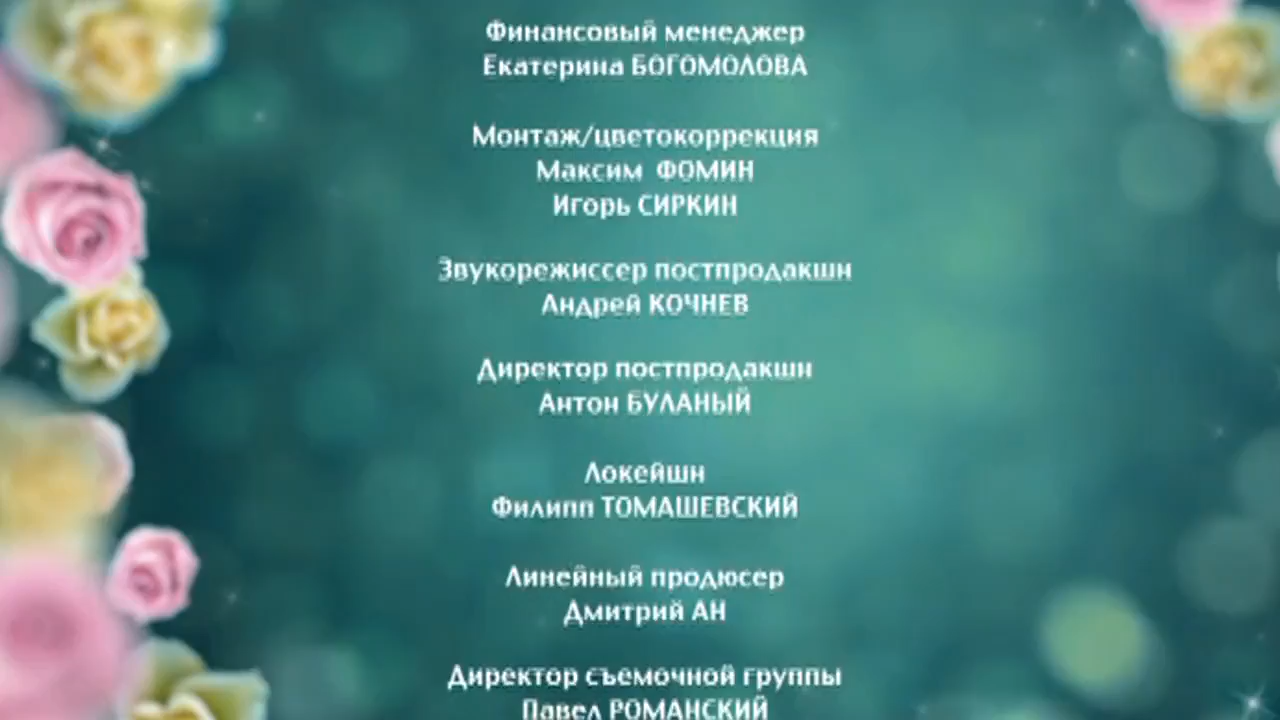 Финансовый менеджер
Екатерина БОГОМОЛОВА
Монтаж/цветокоррекция
Максим ФОМИН
Игорь СИРКИН
Звукорежиссер постпродакшн
Андрей КОЧНЕВ
Директор постпродакшн
Антон БУЛАНЫЙ
Локейшн
Филипп ТОМАШЕВСКИЙ
Линейный продюсер
Дмитрий АН
Директор съемочной группы
Павел РОМАНСКИЙ